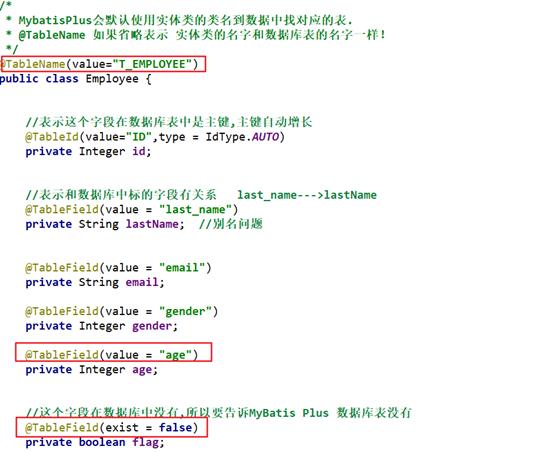 /*
 * MybatisPlus会默认使用实体类的类名到数据中找对应的表.
 * @TableName 如果省略表示 实体类的名字和数据库表的名字一样!
 */
@TableName(value="T_EMPLOYEE")
public class Employee {
//表示这个字段在数据库表中是主键,主键自动增长
@TableId(value="ID",type = IdType.AUTO)
private Integer id;
//表示和数据库中标的字段有关系 last_name--->lastName
@TableField(value = "last_name")
private String lastName; //别名问题
@TableField(value = "email")
private String email;
@TableField(value = "gender")
private Integer gender;
@TableField(value = "age")
private Integer age;
//这个字段在数据库中没有,所以要告诉MyBatis Plus 数据库表没有
@TableField(exist = false)
private boolean flag;